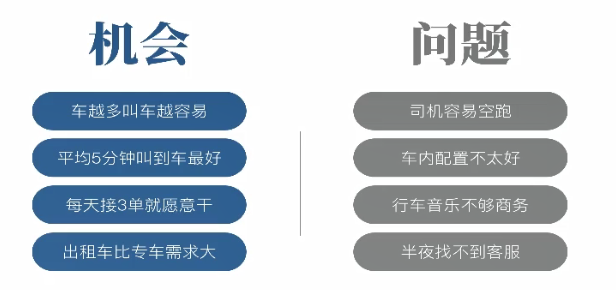 机会
车越多叫车越容易
平均5分钟叫到车最好
每天接3单就愿意干
出租车比专车需求大
问题
司机容易空跑
车内配置不太好
行车音乐不够商务
半夜找不到客服